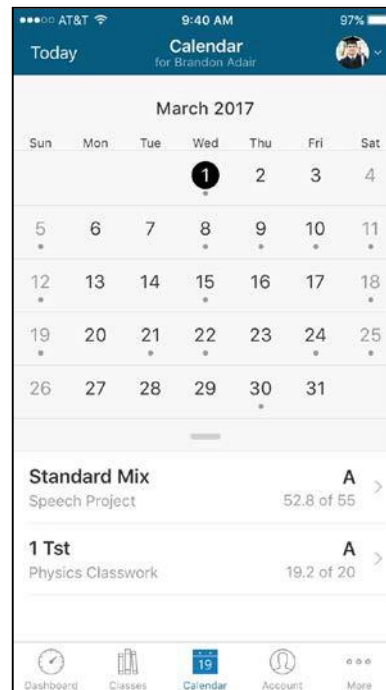 AT&T 9:40 AM 97%
Today Calendar
for Brandon Adair
March 2017
Sun Mon Tue Wed Thu Fri Sat
1 2 3 4
5 6 7 8 9 10 11
12 13 14 15 16 17 18
19 20 21 22 23 24 25
26 27 28 29 30 31
Standard Mix A
Speech Project 52.8 of 55
1 Tst A
Physics Classwork 19.2 of 20
19
Dashboard Classes Calendar Account More